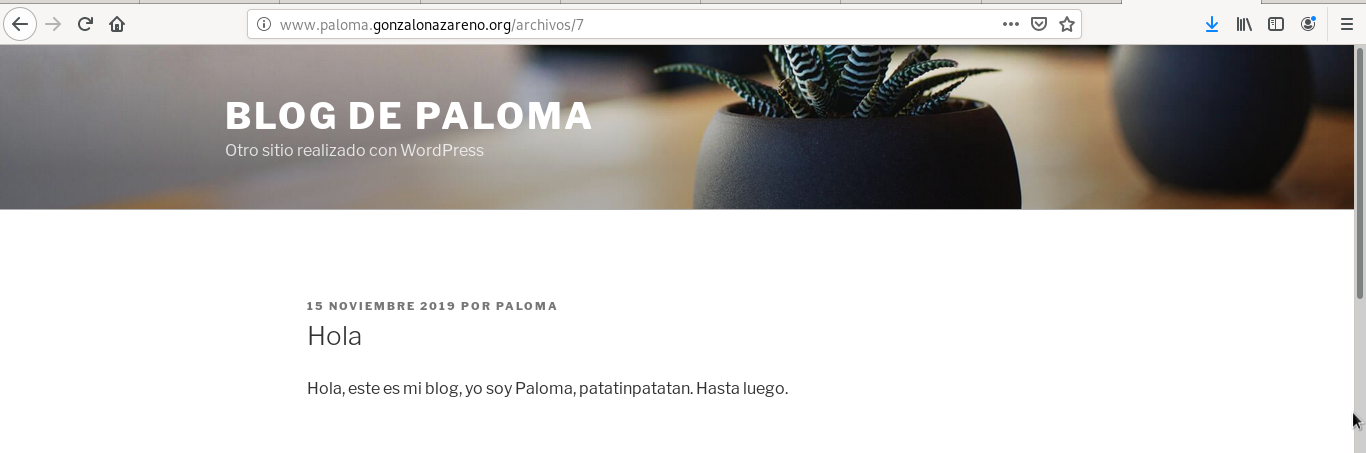 www.paloma.gonzalonazareno.org/archivos/7
BLOG DE PALOMA
Otro sitio realizado con WordPress
15 NOVIEMBRE 2019 POR PALOMA
Hola
Hola, este es mi blog, yo soy Paloma, patatinpatatan. Hasta luego.